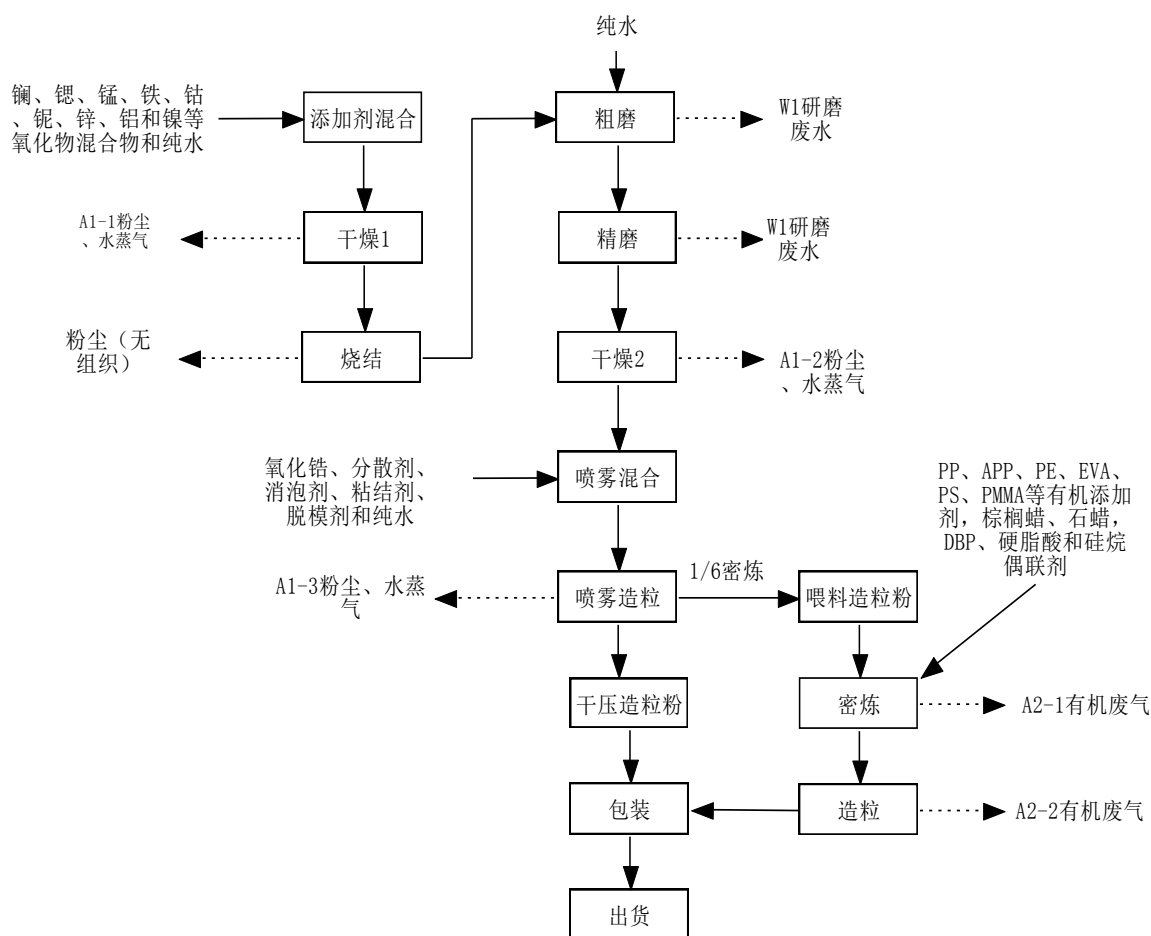 纯水
镧、锶、锰、铁、钴
、铌、锌、铝和镍等
氧化物混合物和纯水
添加剂混合
粗磨
W1研磨
废水
A1-1粉尘
、水蒸气
干燥1
精磨
W1研磨
废水
粉尘（无
组织）
烧结
干燥2
A1-2粉尘
、水蒸气
氧化锆、分散剂、
消泡剂、粘结剂、
脱模剂和纯水
喷雾混合
PP、APP、PE、EVA、
PS、PMMA等有机添加
剂，棕榈蜡、石蜡，
DBP、硬脂酸和硅烷
偶联剂
A1-3粉尘、水蒸
气
喷雾造粒
1/6密炼
喂料造粒粉
干压造粒粉
密炼
A2-1有机废气
包装
造粒
A2-2有机废气
出货